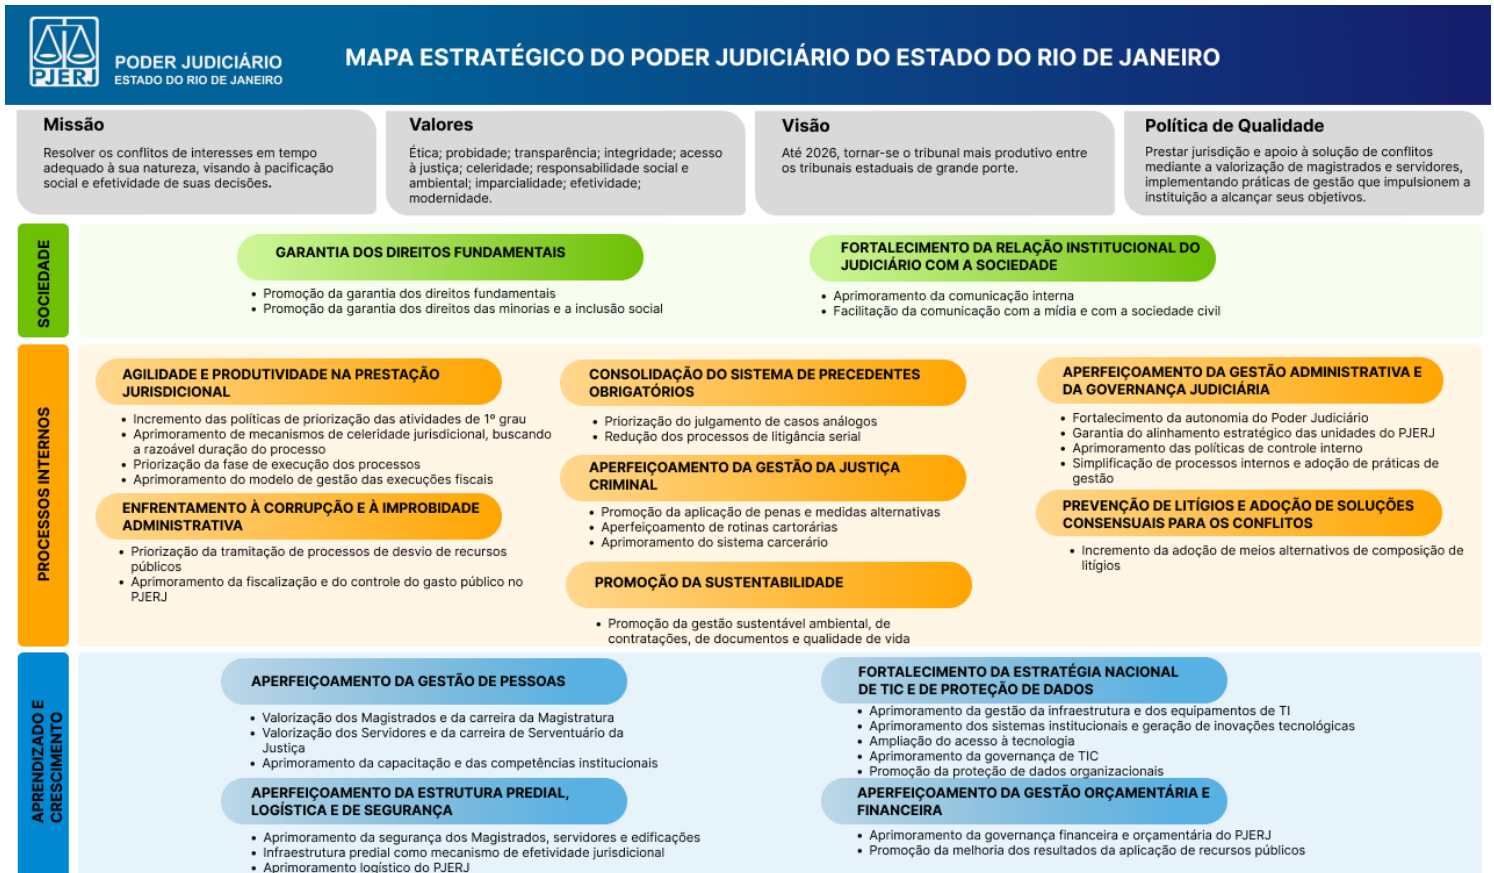 PJERJ
PODER JUDICIÁRIO
ESTADO DO RIO DE JANEIRO
MAPA ESTRATÉGICO DO PODER JUDICIÁRIO DO ESTADO DO RIO DE JANEIRO
Missão
Resolver os conflitos de interesses em tempo
adequado à sua natureza, visando à pacificação
social e efetividade de suas decisões.
Valores
Ética; probidade; transparência; integridade; acesso
à justiça; celeridade; responsabilidade social e
ambiental; imparcialidade; efetividade;
modernidade.
Visão
Até 2026, tornar-se o tribunal mais produtivo entre
os tribunais estaduais de grande porte.
Política de Qualidade
Prestar jurisdição e apoio à solução de conflitos
mediante a valorização de magistrados e servidores,
implementando práticas de gestão que impulsionem a
instituição a alcançar seus objetivos.
SOCIEDADE
GARANTIA DOS DIREITOS FUNDAMENTAIS
• Promoção da garantia dos direitos fundamentais
• Promoção da garantia dos direitos das minorias e a inclusão social
FORTALECIMENTO DA RELAÇÃO INSTITUCIONAL DO
JUDICIÁRIO COM A SOCIEDADE
• Aprimoramento da comunicação interna
• Facilitação da comunicação com a mídia e com a sociedade civil
PROCESSOS INTERNOS
AGILIDADE E PRODUTIVIDADE NA PRESTAÇÃO
JURISDICIONAL
• Incremento das políticas de priorização das atividades de 1º grau
• Aprimoramento de mecanismos de celeridade jurisdicional, buscando
a razoável duração do processo
• Priorização da fase de execução dos processos
• Aprimoramento do modelo de gestão das execuções fiscais
ENFRENTAMENTO À CORRUPÇÃO E À IMPROBIDADE
ADMINISTRATIVA
• Priorização da tramitação de processos de desvio de recursos
públicos
• Aprimoramento da fiscalização e do controle do gasto público no
PJERJ
CONSOLIDAÇÃO DO SISTEMA DE PRECEDENTES
OBRIGATÓRIOS
• Priorização do julgamento de casos análogos
• Redução dos processos de litigância serial
APERFEIÇOAMENTO DA GESTÃO DA JUSTIÇA
CRIMINAL
• Promoção da aplicação de penas e medidas alternativas
• Aperfeiçoamento de rotinas cartorárias
• Aprimoramento do sistema carcerário
PROMOÇÃO DA SUSTENTABILIDADE
• Promoção da gestão sustentável ambiental, de
contratações, de documentos e qualidade de vida
APERFEIÇOAMENTO DA GESTÃO ADMINISTRATIVA E
DA GOVERNANÇA JUDICIÁRIA
• Fortalecimento da autonomia do Poder Judiciário
• Garantia do alinhamento estratégico das unidades do PJERJ
• Aprimoramento das políticas de controle interno
• Simplificação de processos internos e adoção de práticas de
gestão
PREVENÇÃO DE LITÍGIOS E ADOÇÃO DE SOLUÇÕES
CONSENSUAIS PARA OS CONFLITOS
• Incremento da adoção de meios alternativos de composição de
litígios
APRENDIZADO E
CRESCIMENTO
APERFEIÇOAMENTO DA GESTÃO DE PESSOAS
• Valorização dos Magistrados e da carreira da Magistratura
• Valorização dos Servidores e da carreira de Serventuário da
Justiça
• Aprimoramento da capacitação e das competências institucionais
APERFEIÇOAMENTO DA ESTRUTURA PREDIAL,
LOGÍSTICA E DE SEGURANÇA
• Aprimoramento da segurança dos Magistrados, servidores e edificações
• Infraestrutura predial como mecanismo de efetividade jurisdicional
• Aprimoramento logístico do PJERJ
FORTALECIMENTO DA ESTRATÉGIA NACIONAL
DE TIC E DE PROTEÇÃO DE DADOS
• Aprimoramento da gestão da infraestrutura e dos equipamentos de TI
• Aprimoramento dos sistemas institucionais e geração de inovações tecnológicas
• Ampliação do acesso à tecnologia
• Aprimoramento da governança de TIC
• Promoção da proteção de dados organizacionais
APERFEIÇOAMENTO DA GESTÃO ORÇAMENTÁRIA E
FINANCEIRA
• Aprimoramento da governança financeira e orçamentária do PJERJ
• Promoção da melhoria dos resultados da aplicação de recursos públicos